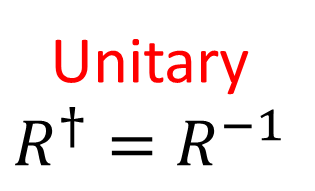 Unitary
R† = R⁻¹